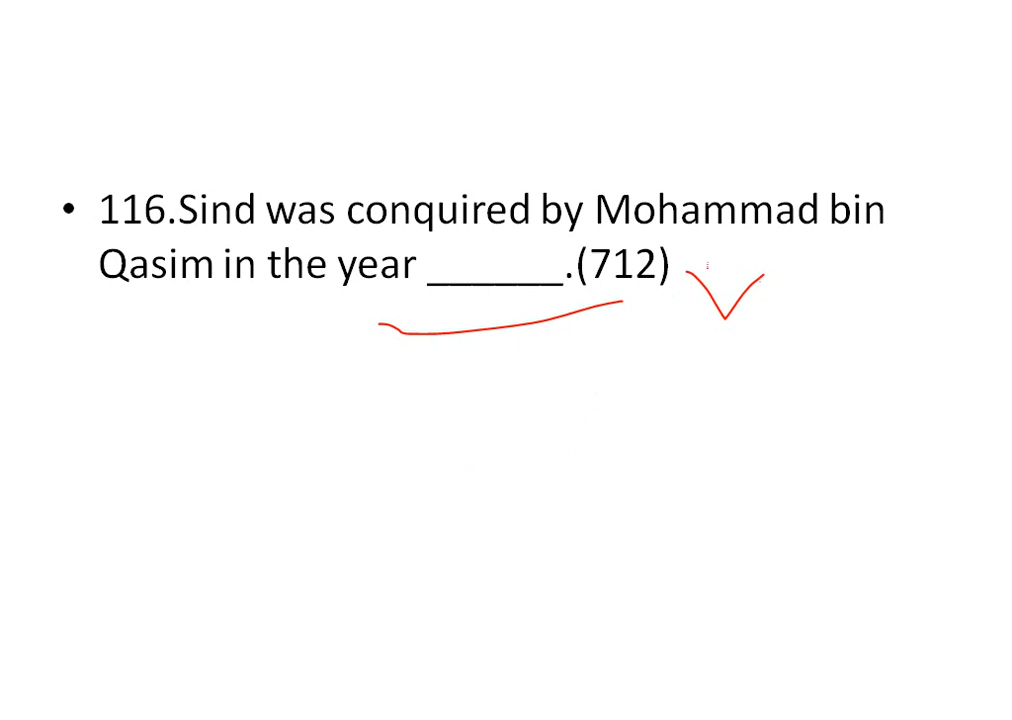 • 116.Sind was conquired by Mohammad bin
Qasim in the year ______.(712)